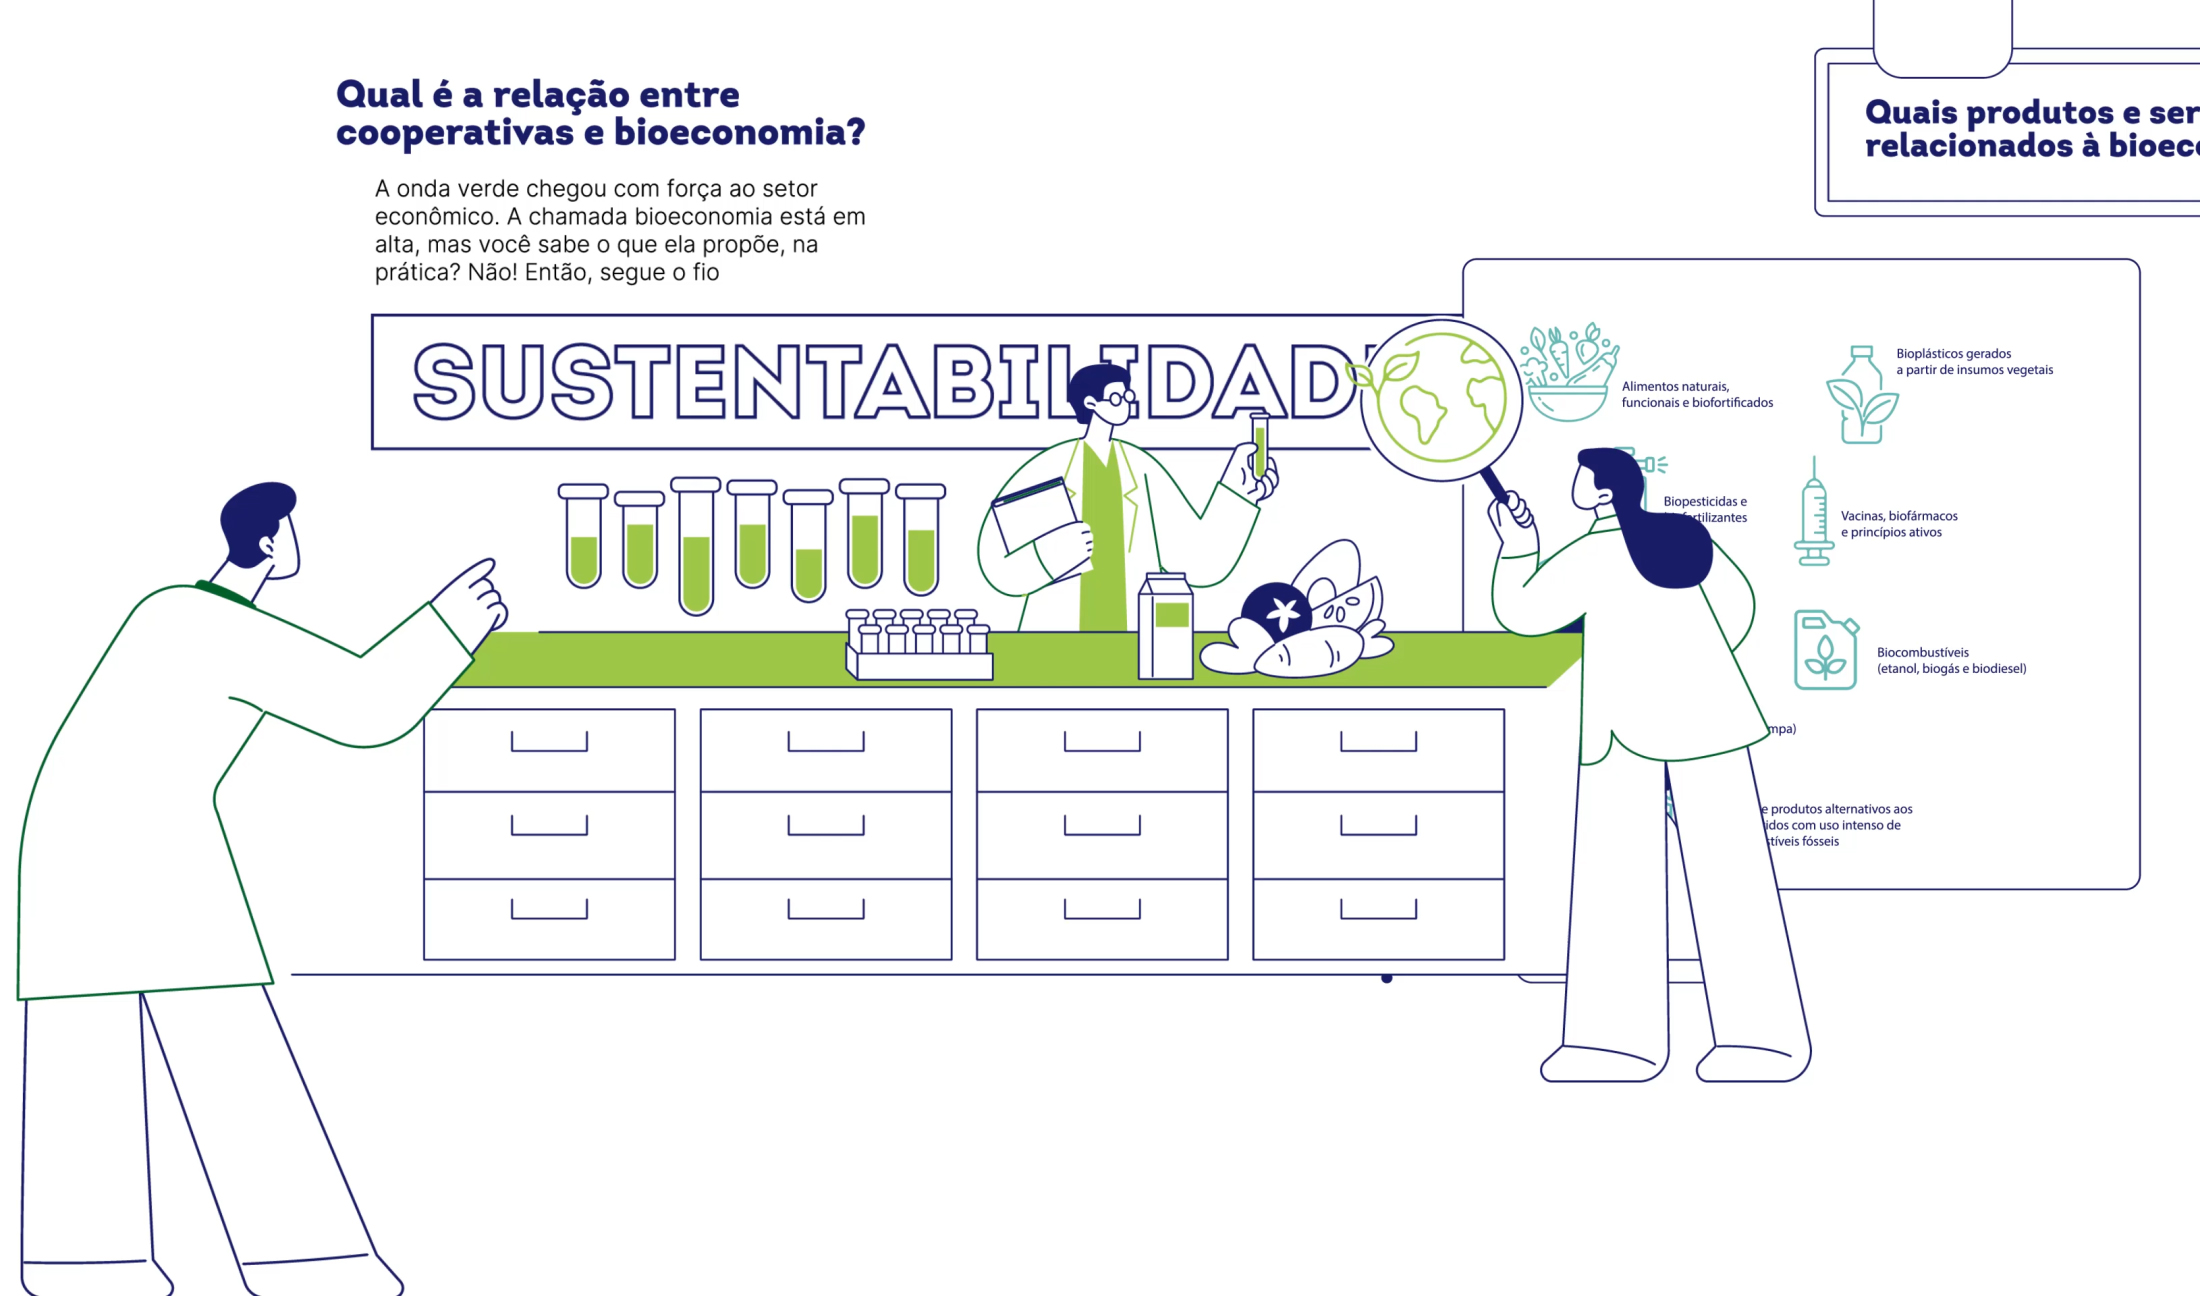 Qual é a relação entre
cooperativas e bioeconomia?
A onda verde chegou com força ao setor
econômico. A chamada bioeconomia está em
alta, mas você sabe o que ela propõe, na
prática? Não! Então, segue o fio
SUSTENTABILIDAD
Quais produtos e ser
relacionados à bioec
Alimentos naturais,
funcionais e biofortificados
Bioplásticos gerados
a partir de insumos vegetais
Biopesticidas e
Vacinas, biofármacos
e princípios ativos
Biocombustíveis
(etanol, biogás e biodiesel)
mpa)
e produtos alternativos aos
idos com uso intenso de
stíveis fósseis